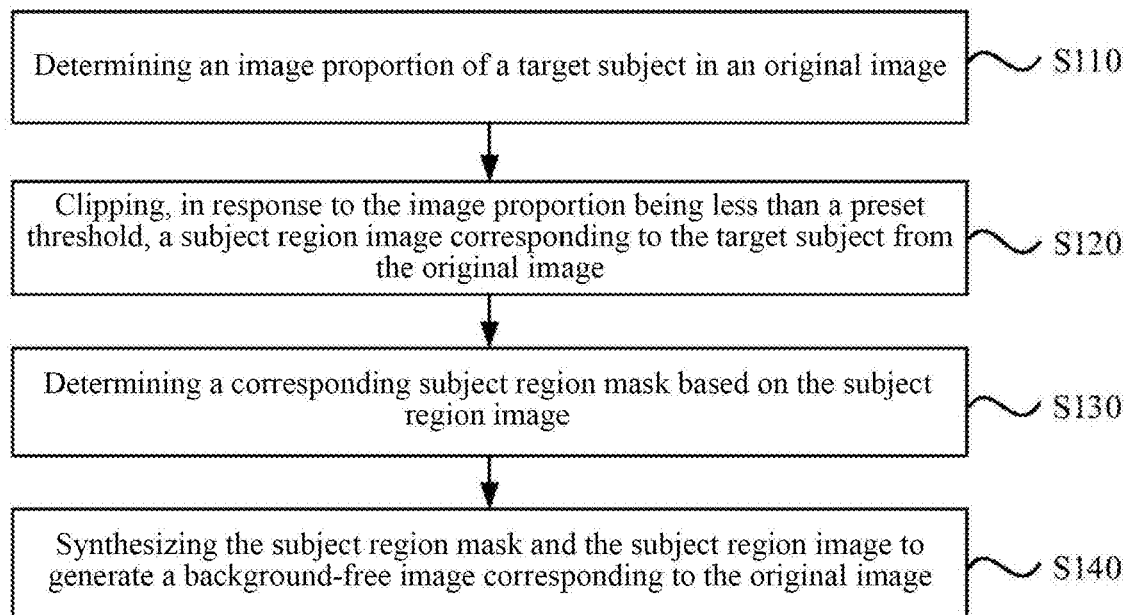 Determining an image proportion of a target subject in an original image
S110
Clipping, in response to the image proportion being less than a preset
threshold, a subject region image corresponding to the target subject from
the original image
S120
Determining a corresponding subject region mask based on the subject
region image
S130
Synthesizing the subject region mask and the subject region image to
generate a background-free image corresponding to the original image
S140